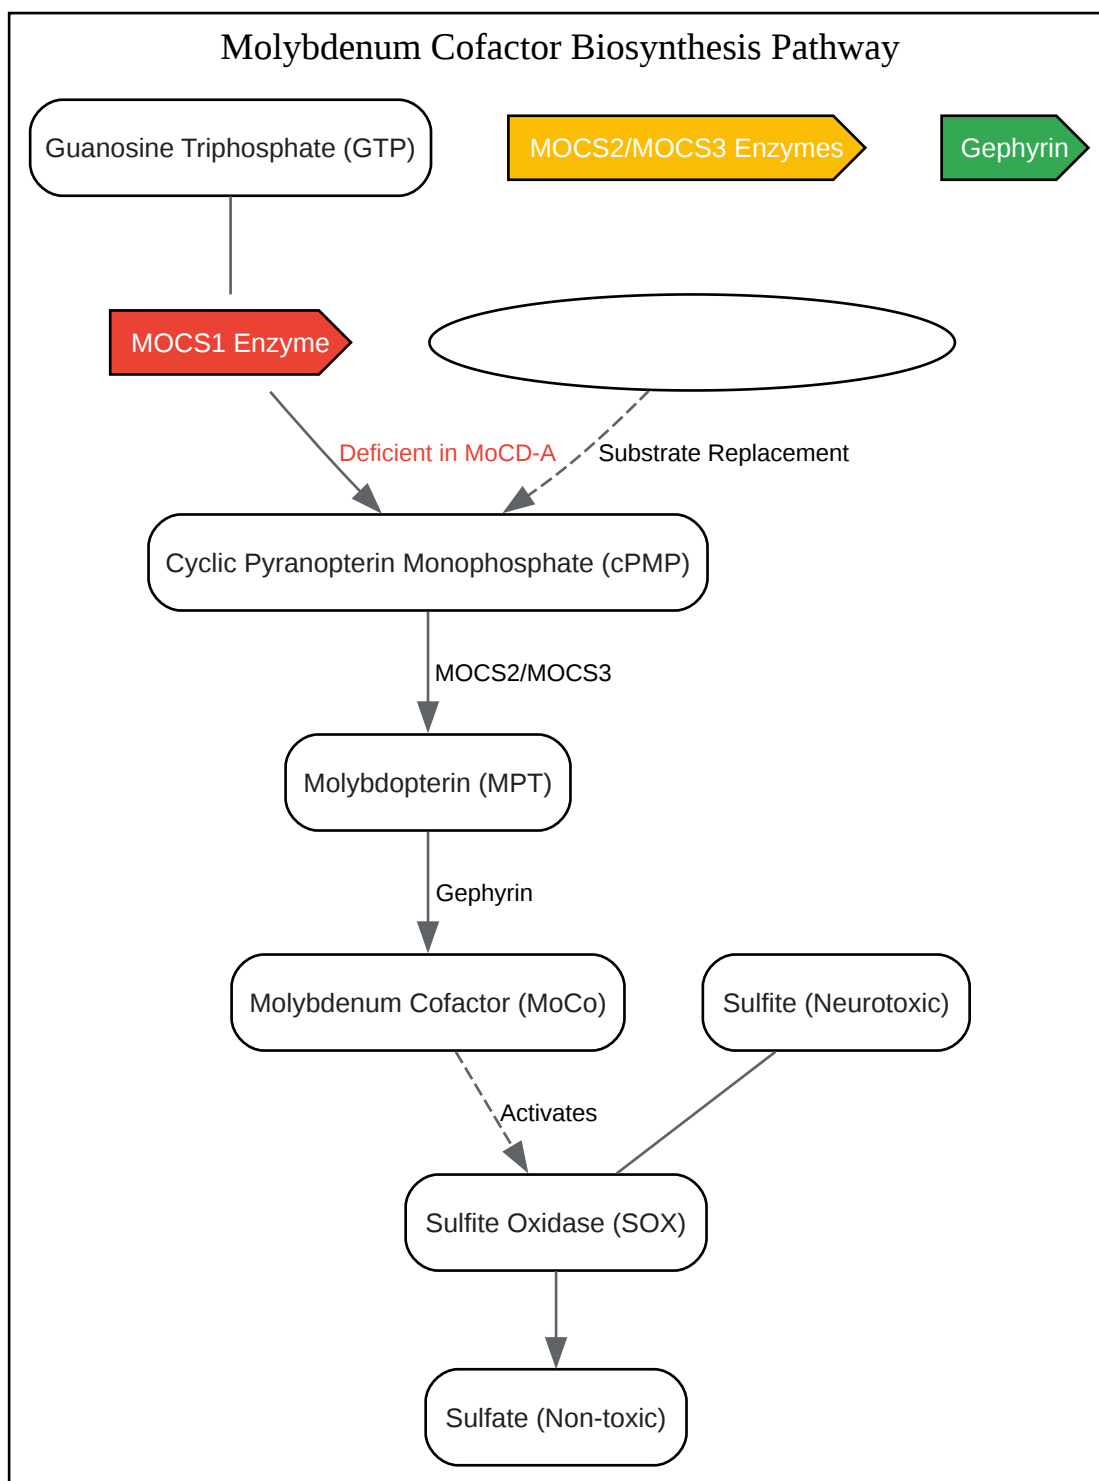 Molybdenum Cofactor Biosynthesis Pathway
Guanosine Triphosphate (GTP)
MOCS2/MOCS3 Enzymes
Gephyrin
MOCS1 Enzyme
Deficient in MoCD-A
Substrate Replacement
Cyclic Pyranopterin Monophosphate (cPMP)
MOCS2/MOCS3
Molybdopterin (MPT)
Gephyrin
Molybdenum Cofactor (MoCo)
Sulfite (Neurotoxic)
Activates
Sulfite Oxidase (SOX)
Sulfate (Non-toxic)